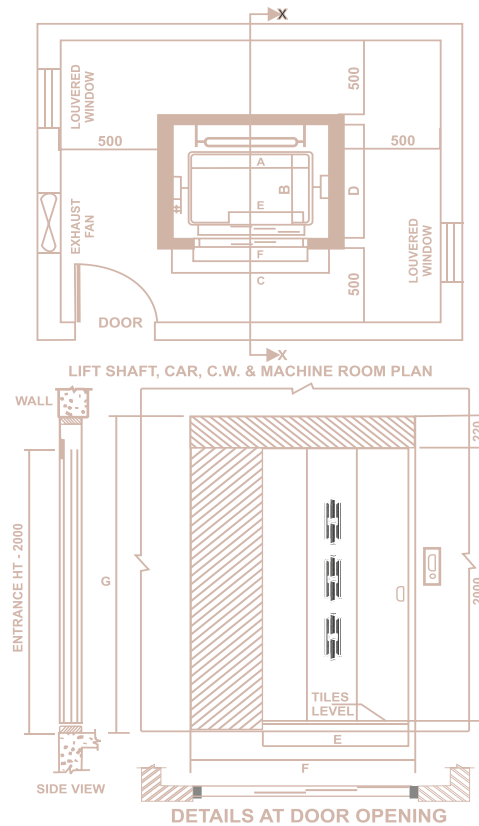 X
LOUVERED
WINDOW
500
500
500
A
B
D
E
EXHAUST
FAN
F
C
500
LOUVERED
WINDOW
DOOR
X
LIFT SHAFT, CAR, C.W. & MACHINE ROOM PLAN
WALL
220
ENTRANCE HT - 2000
G
2000
TILES
LEVEL
E
F
SIDE VIEW
DETAILS AT DOOR OPENING